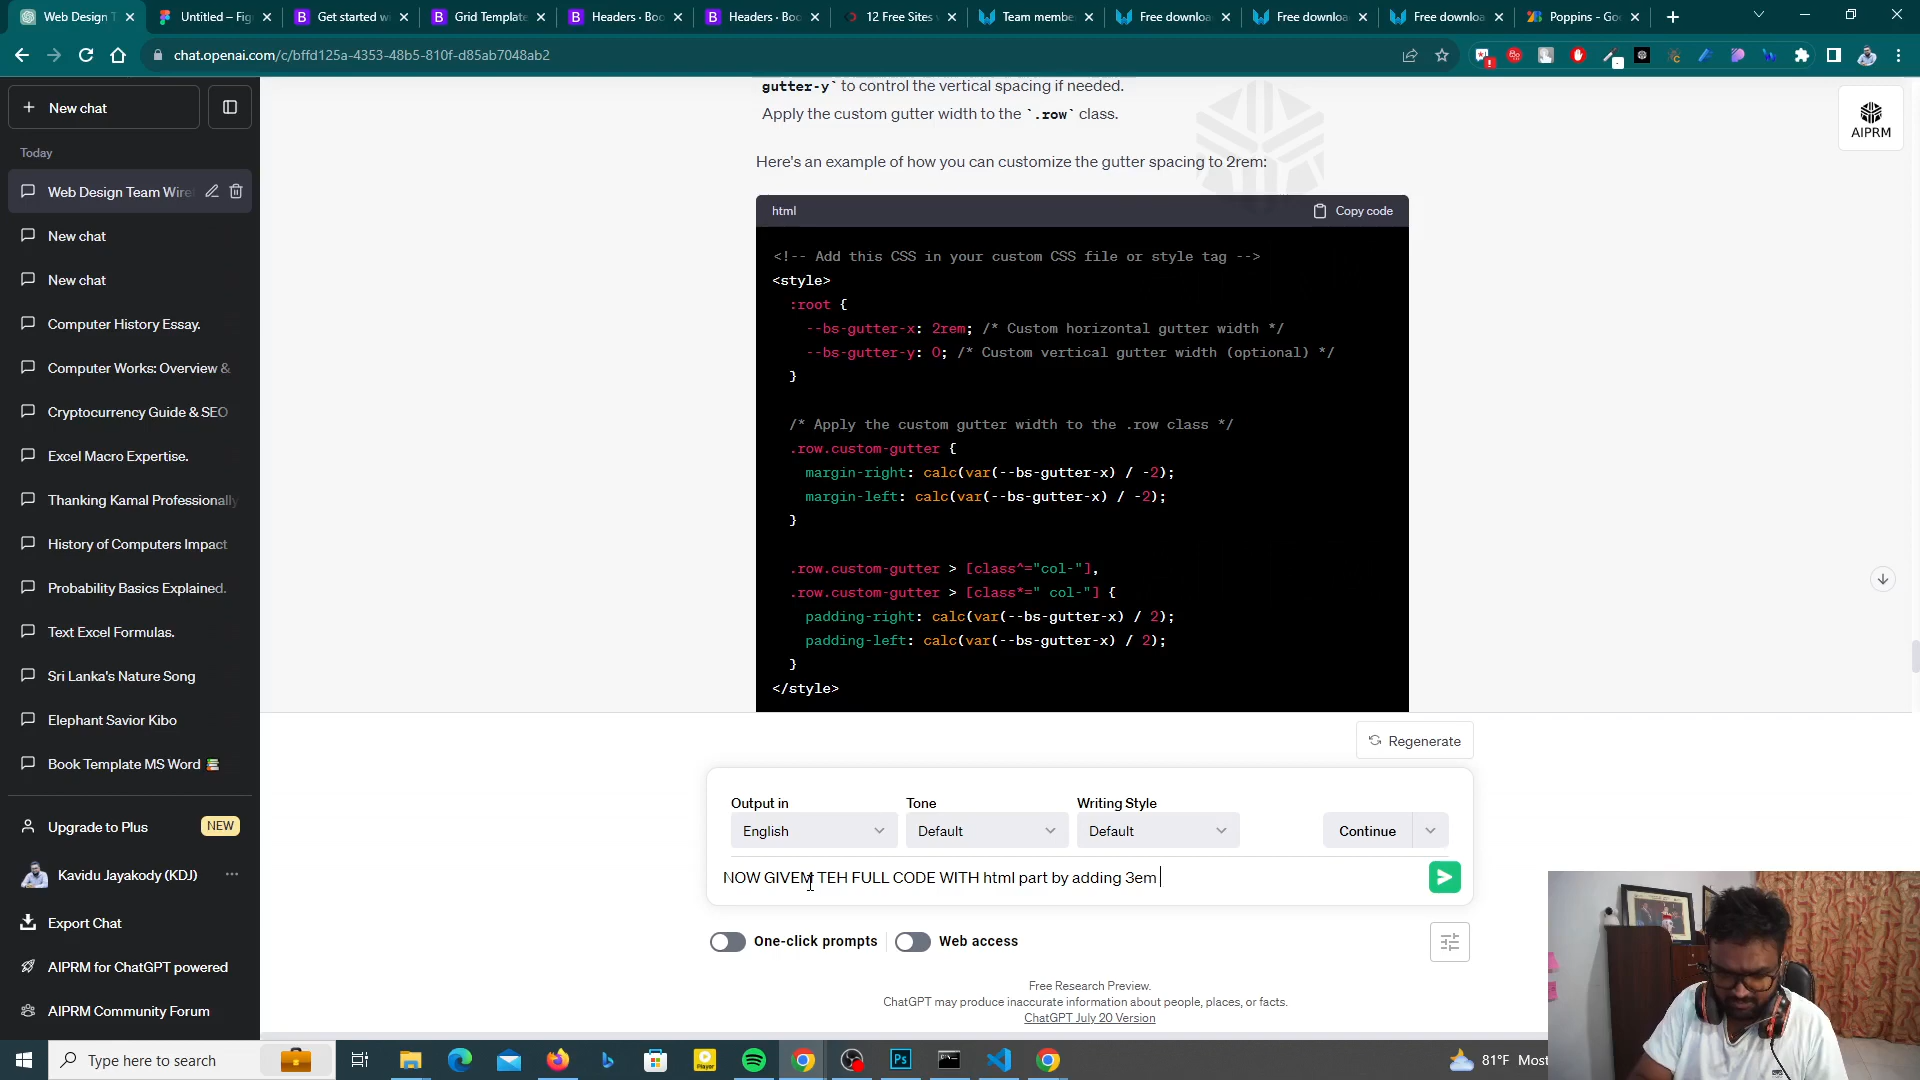 Web Design T
Untitled – Fig
Get started w
Grid Template
Headers · Boo
Headers · Boo
12 Free Sites
Team membe
Free downloa
Free downloa
Free downloa
Poppins - Go
chat.openai.com/c/bffd125a-4353-48b5-810f-d85ab7048ab2
New chat
Today
Web Design Team Wire
New chat
New chat
Computer History Essay.
Computer Works: Overview &
Cryptocurrency Guide & SEO
Excel Macro Expertise.
Thanking Kamal Professionally
History of Computers Impact
Probability Basics Explained.
Text Excel Formulas.
Sri Lanka's Nature Song
Elephant Savior Kibo
Book Template MS Word
Upgrade to Plus NEW
Kavidu Jayakody (KDJ)
Export Chat
AIPRM for ChatGPT powered
AIPRM Community Forum
gutter-y` to control the vertical spacing if needed.
Apply the custom gutter width to the `.row` class.
Here's an example of how you can customize the gutter spacing to 2rem:
html Copy code
<!-- Add this CSS in your custom CSS file or style tag -->
<style>
:root {
--bs-gutter-x: 2rem; /* Custom horizontal gutter width */
--bs-gutter-y: 0; /* Custom vertical gutter width (optional) */
}
/* Apply the custom gutter width to the .row class */
.row.custom-gutter {
margin-right: calc(var(--bs-gutter-x) / -2);
margin-left: calc(var(--bs-gutter-x) / -2);
}
.row.custom-gutter > [class^="col-"],
.row.custom-gutter > [class*=" col-"] {
padding-right: calc(var(--bs-gutter-x) / 2);
padding-left: calc(var(--bs-gutter-x) / 2);
}
</style>
AIPRM
Regenerate
Output in Tone Writing Style
English Default Default Continue
NOW GIVEM TEH FULL CODE WITH html part by adding 3em
One-click prompts Web access
Free Research Preview.
ChatGPT may produce inaccurate information about people, places, or facts.
ChatGPT July 20 Version
Type here to search
Player
Ps
81°F Most